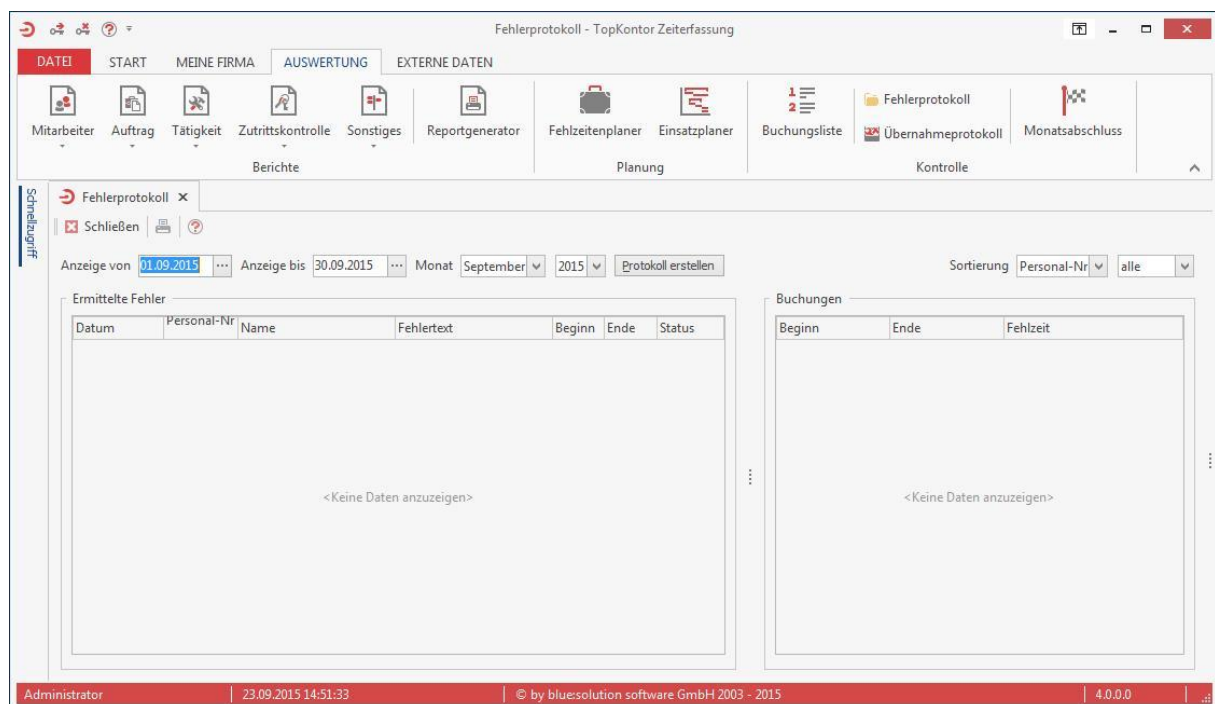 Fehlerprotokoll - TopKontor Zeiterfassung
DATEI START MEINE FIRMA AUSWERTUNG EXTERNE DATEN
Mitarbeiter Auftrag Tätigkeit Zutrittskontrolle Sonstiges Reportgenerator Fehlzeitenplaner Einsatzplaner Buchungsliste Fehlerprotokoll Übernahmeprotokoll Monatsabschluss
Berichte Planung Kontrolle
Schnellzugriff
Fehlerprotokoll
Schließen
Anzeige von 01.09.2015 Anzeige bis 30.09.2015 Monat September 2015 Protokoll erstellen Sortierung Personal-Nr alle
Ermittelte Fehler Buchungen
Datum Personal-Nr Name Fehlertext Beginn Ende Status Beginn Ende Fehlzeit
<Keine Daten anzuzeigen> <Keine Daten anzuzeigen>
Administrator 23.09.2015 14:51:33 © by blue:solution software GmbH 2003 - 2015 4.0.0.0